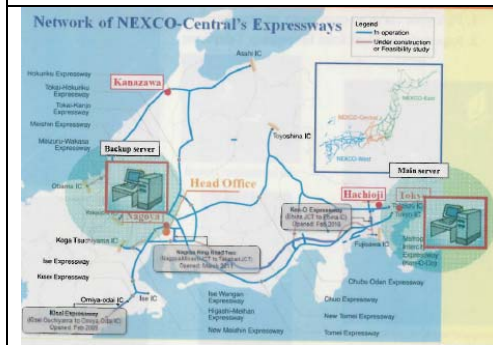 Network of NEXCO-Central's Expressways
Legend
In operation
Under construction
or Feasibility study
Asahi IC
Hokuriku Expressway
Kanazawa
Tokai-Hokuriku
Expressway
Tokai-Kanjo
Expressway
Meishin Expressway
Maizuru-Wakasa
Expressway
Toyoshina IC
NEXCO-East
NEXCO-Central
NEXCO-West
Backup server
Main server
Obama IC
Head Office
Hachioji
Tokyo
Nagoya
Ken-O Expressway
Opened: Feb 2010
Koga Tsuchiyama IC
Fujisawa IC
Nagoya Ring Road Two
Opened: March 2011
Ise Expressway
Kisei Expressway
Chubu Odan Expressway
Omiya-odai IC
Ise IC
Ise Wangan
Expressway
Chuo Expressway
Kisei Expressway
Opened: Feb 2009
Higashi-Meihan
Expressway
New Tomei Expressway
New Meishin Expressway
Tomei Expressway